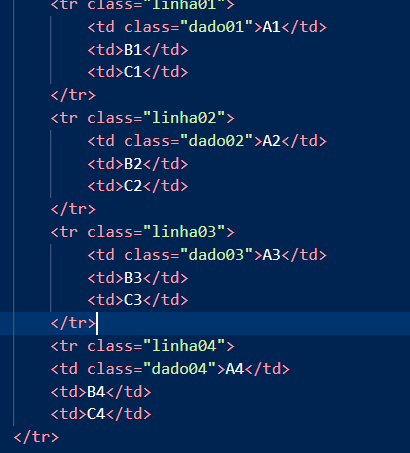 <tr class="linha01">
<td class="dado01">A1</td>
<td>B1</td>
<td>C1</td>
</tr>
<tr class="linha02">
<td class="dado02">A2</td>
<td>B2</td>
<td>C2</td>
</tr>
<tr class="linha03">
<td class="dado03">A3</td>
<td>B3</td>
<td>C3</td>
</tr>
<tr class="linha04">
<td class="dado04">A4</td>
<td>B4</td>
<td>C4</td>
</tr>